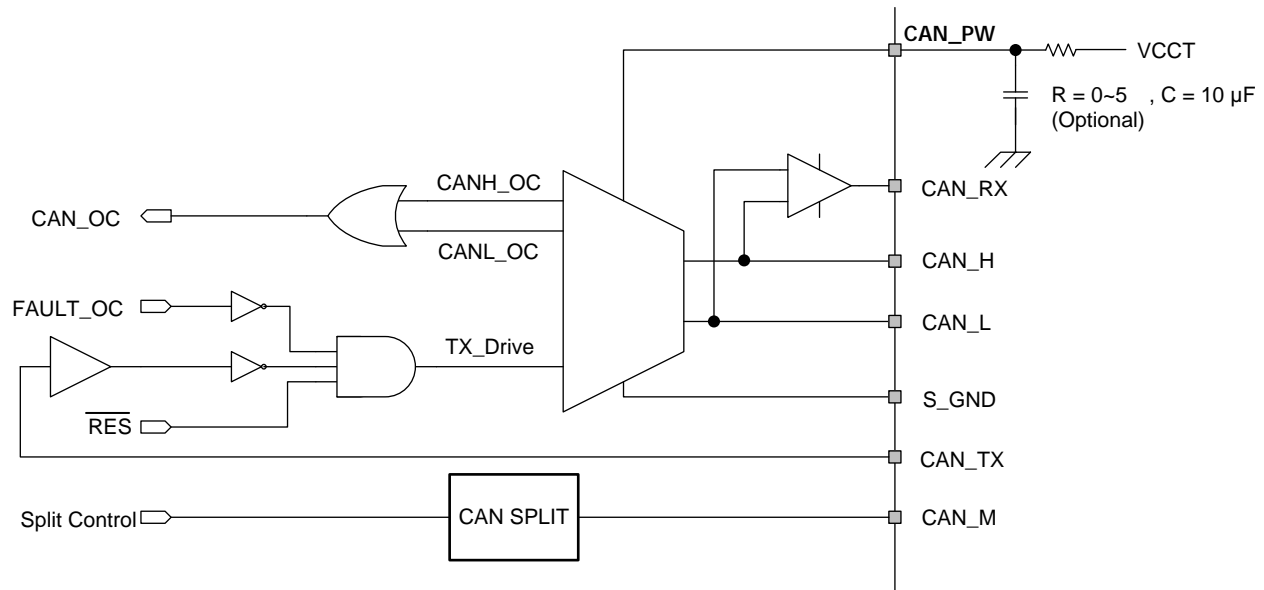 CAN_PW
VCCT
R = 0~5 , C = 10 µF
(Optional)
CANH_OC
CAN_RX
CAN_OC
CANL_OC
CAN_H
FAULT_OC
CAN_L
TX_Drive
S_GND
RES
CAN_TX
Split Control
CAN SPLIT
CAN_M